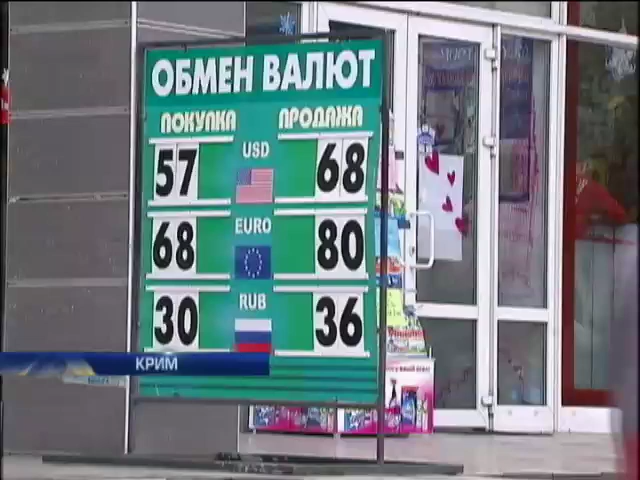 ОБМЕН ВАЛЮТ
ПОКУПКА ПРОДАЖА
57 USD 68
68 EURO 80
30 RUB 36
КРИМ